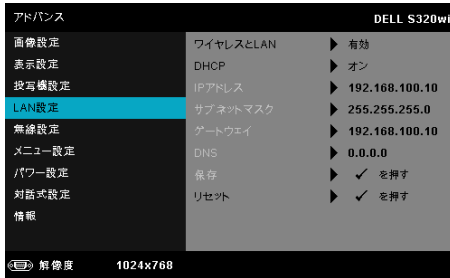 アドバンス DELL S320wi
画像設定
表示設定
投写機設定
LAN設定
無線設定
メニュー設定
パワー設定
対話式設定
情報
ワイヤレスとLAN 有効
DHCP オン
IPアドレス 192.168.100.10
サブネットマスク 255.255.255.0
ゲートウェイ 192.168.100.10
DNS 0.0.0.0
保存 ✓ を押す
リセット ✓ を押す
解像度 1024x768